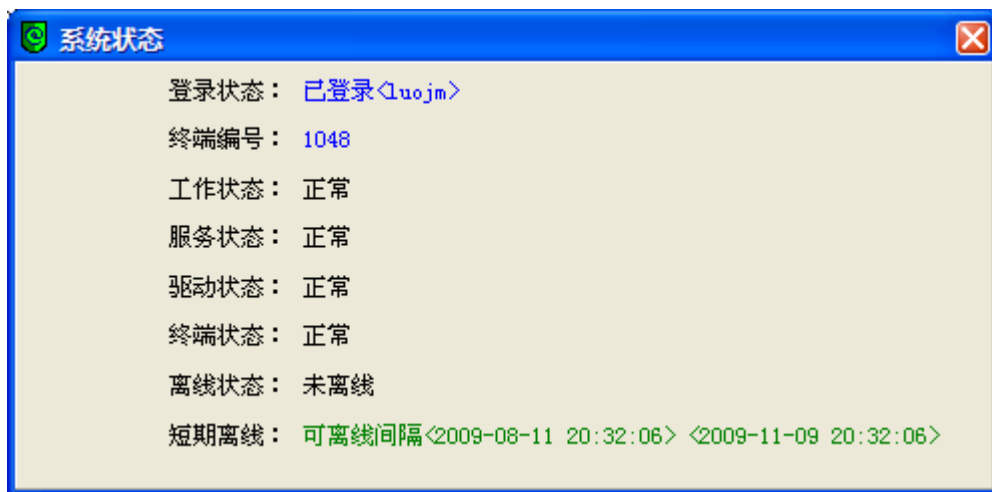 系统状态
登录状态： 已登录<luojm>
终端编号： 1048
工作状态： 正常
服务状态： 正常
驱动状态： 正常
终端状态： 正常
离线状态： 未离线
短期离线： 可离线间隔<2009-08-11 20:32:06> <2009-11-09 20:32:06>